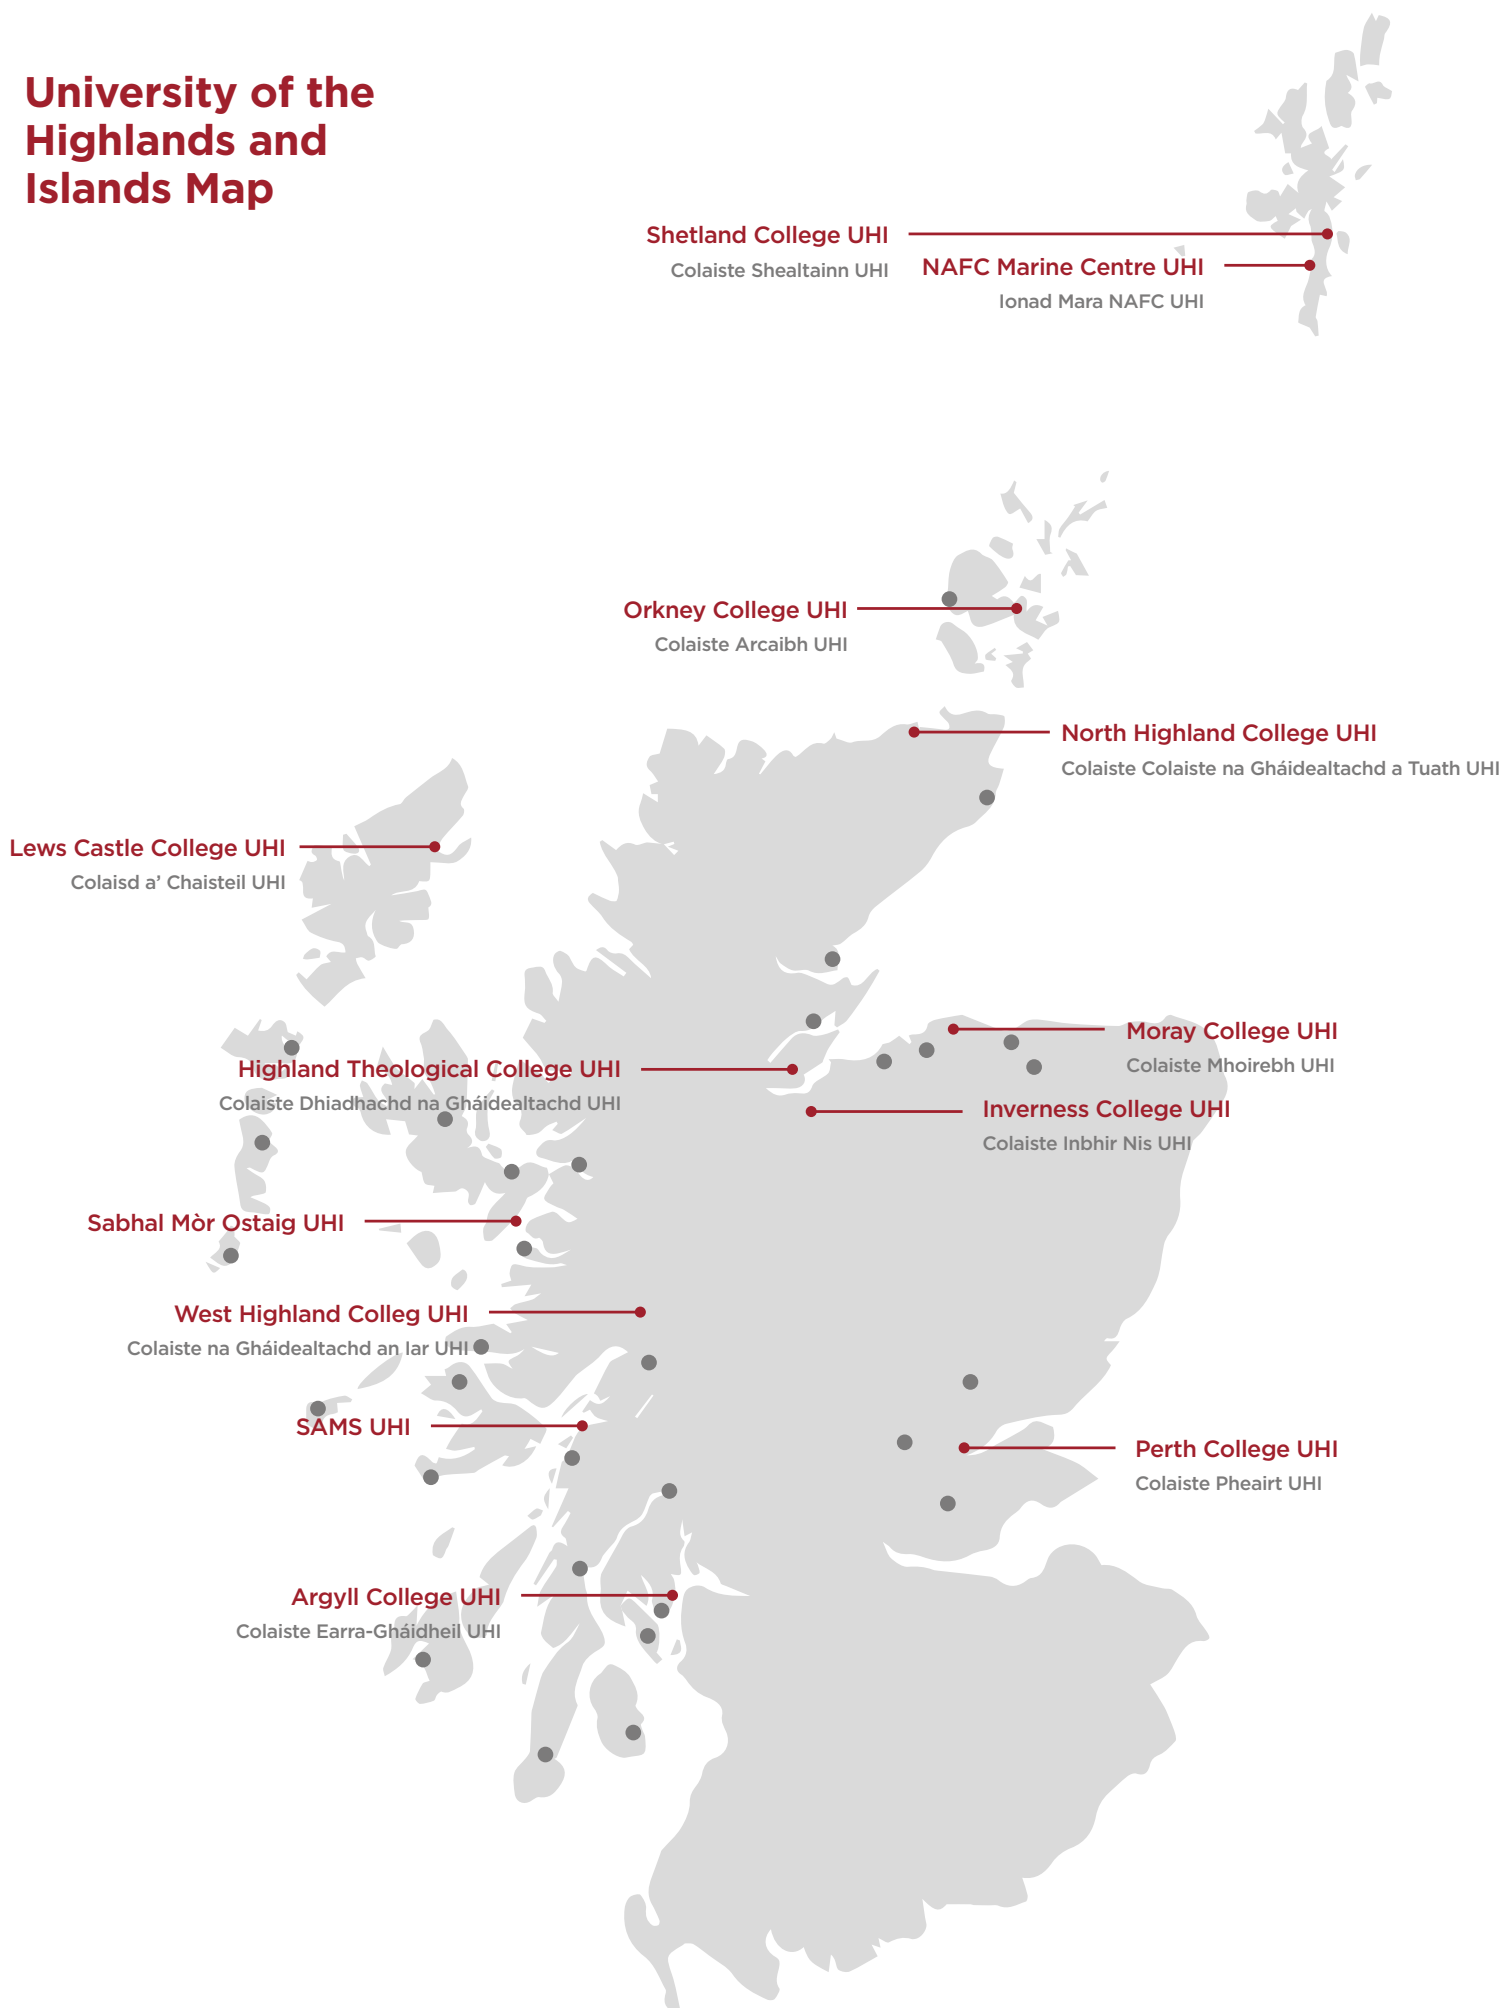 University of the
Highlands and
Islands Map
Shetland College UHI
Colaiste Shealtainn UHI
NAFC Marine Centre UHI
Ionad Mara NAFC UHI
Orkney College UHI
Colaiste Arcaibh UHI
North Highland College UHI
Colaiste Colaiste na Gháidealtachd a Tuath UHI
Lews Castle College UHI
Colaisd a’ Chaisteil UHI
Moray College UHI
Colaiste Mhoirebh UHI
Highland Theological College UHI
Colaiste Dhiadhachd na Gháidealtachd UHI
Inverness College UHI
Colaiste Inbhir Nis UHI
Sabhal Mòr Ostaig UHI
West Highland Colleg UHI
Colaiste na Gháidealtachd an Iar UHI
SAMS UHI
Perth College UHI
Colaiste Pheairt UHI
Argyll College UHI
Colaiste Earra-Gháidheil UHI